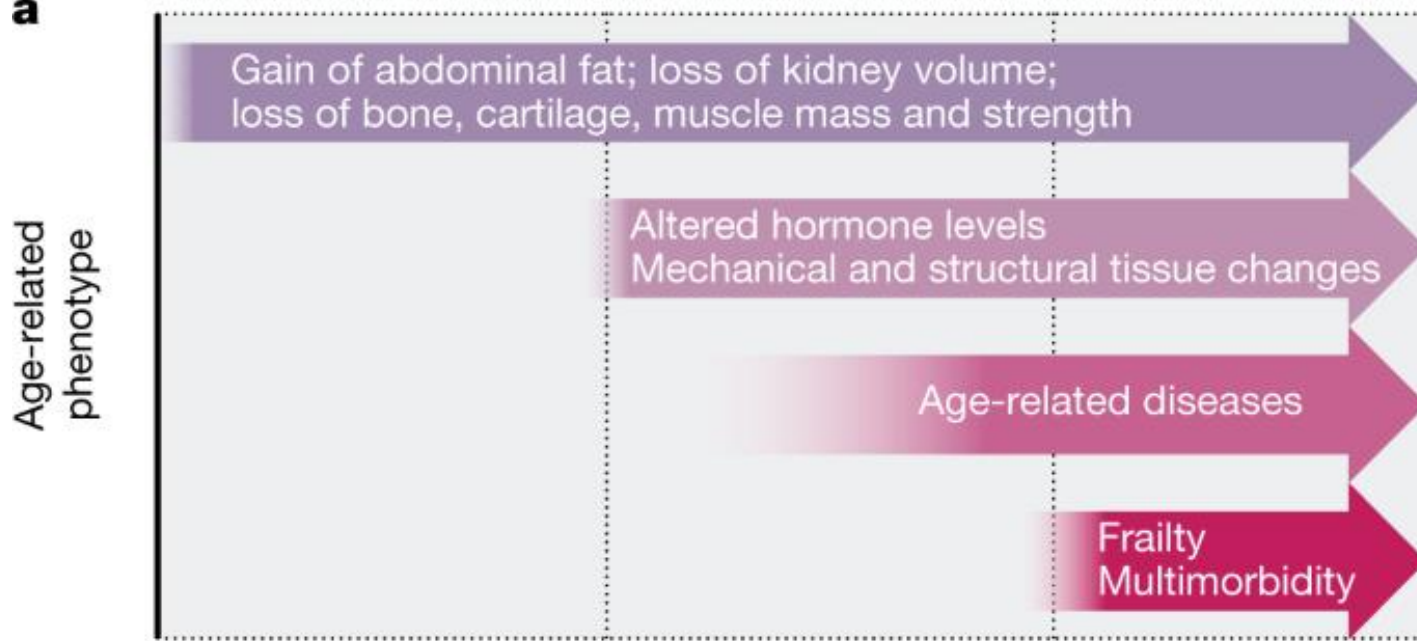 a
Gain of abdominal fat; loss of kidney volume;
loss of bone, cartilage, muscle mass and strength
Altered hormone levels
Mechanical and structural tissue changes
Age-related diseases
Frailty
Multimorbidity
Age-related
phenotype